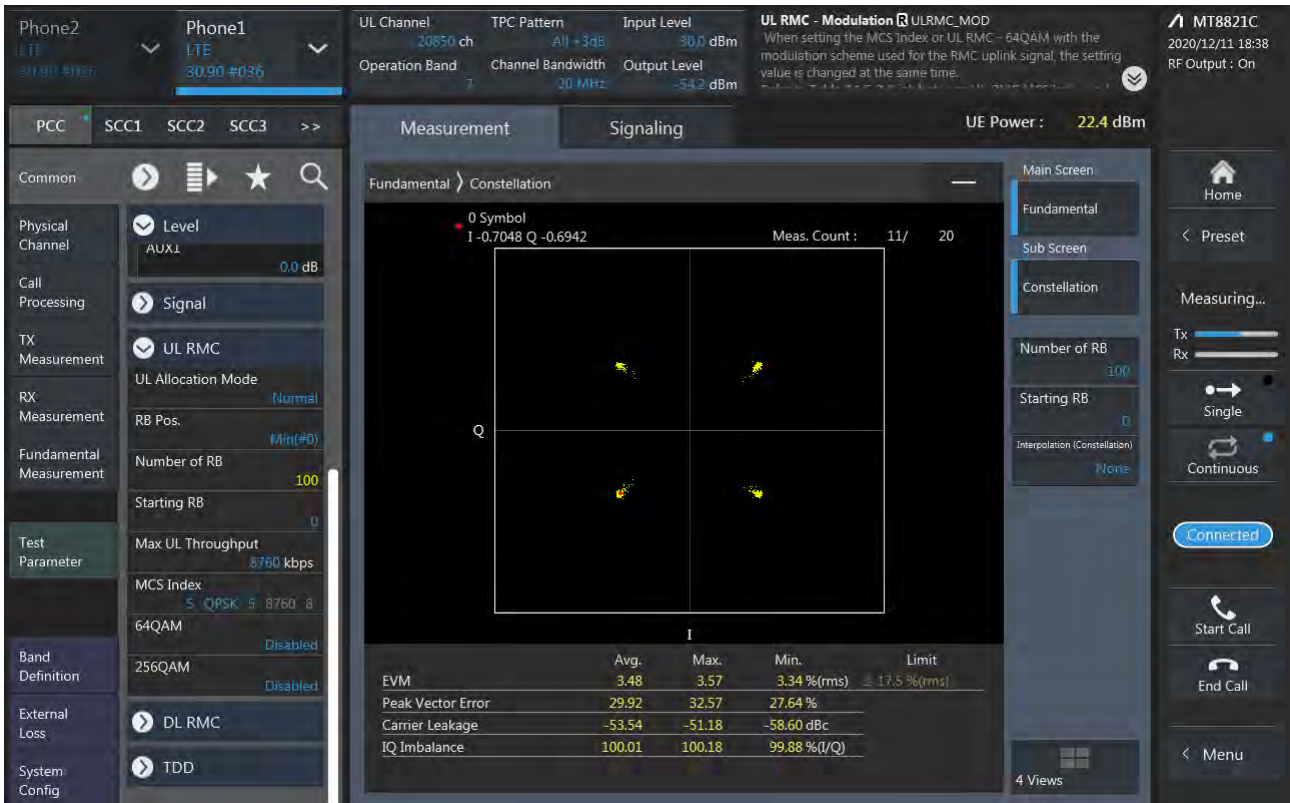 Phone2
LTE
30.90 #036
Phone1
LTE
30.90 #036
UL Channel
20850 ch
Operation Band
7
TPC Pattern
All +3dB
Channel Bandwidth
20 MHz
Input Level
30.0 dBm
Output Level
-54.2 dBm
UL RMC - Modulation R ULRMC_MOD
When setting the MCS Index or UL RMC – 64QAM with the
modulation scheme used for the RMC uplink signal, the setting
value is changed at the same time.
MT8821C
2020/12/11 18:38
RF Output : On
PCC SCC1 SCC2 SCC3 >>
Measurement
Signaling
UE Power : 22.4 dBm
Common
Physical
Channel
Call
Processing
TX
Measurement
RX
Measurement
Fundamental
Measurement
Test
Parameter
Band
Definition
External
Loss
System
Config
Level
AUX1
0.0 dB
Signal
UL RMC
UL Allocation Mode
Normal
RB Pos.
Min(#0)
Number of RB
100
Starting RB
0
Max UL Throughput
8760 kbps
MCS Index
5 QPSK 5 8760 8
64QAM
Disabled
256QAM
Disabled
DL RMC
TDD
Fundamental > Constellation
0 Symbol
I -0.7048 Q -0.6942
Meas. Count : 11/ 20
Q
I
Avg. Max. Min. Limit
EVM 3.48 3.57 3.34 %(rms) ≤ 17.5 %(rms)
Peak Vector Error 29.92 32.57 27.64 %
Carrier Leakage -53.54 -51.18 -58.60 dBc
IQ Imbalance 100.01 100.18 99.88 %(I/Q)
Main Screen
Fundamental
Sub Screen
Constellation
Number of RB
100
Starting RB
0
Interpolation (Constellation)
None
4 Views
Home
< Preset
Measuring...
Tx
Rx
Single
Continuous
Connected
Start Call
End Call
< Menu